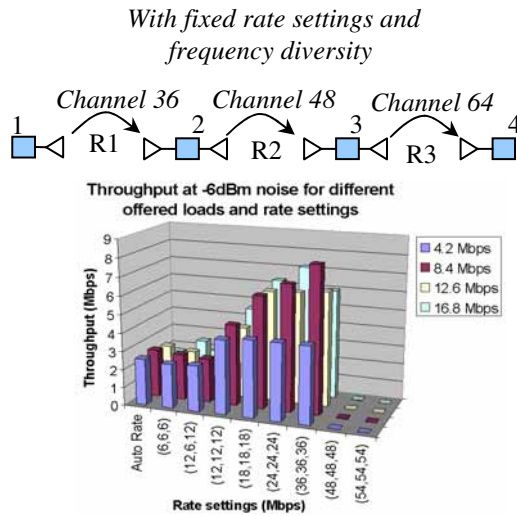 With fixed rate settings and
frequency diversity
Channel 36 Channel 48 Channel 64
1 2 3 4
R1 R2 R3
Throughput at -6dBm noise for different
offered loads and rate settings
9
8
7
6
5
4
3
2
1
0
Throughput (Mbps)
4.2 Mbps
8.4 Mbps
12.6 Mbps
16.8 Mbps
Auto Rate
(6,6,6)
(12,6,12)
(12,12,12)
(18,18,18)
(24,24,24)
(36,36,36)
(48,48,48)
(54,54,54)
Rate settings (Mbps)